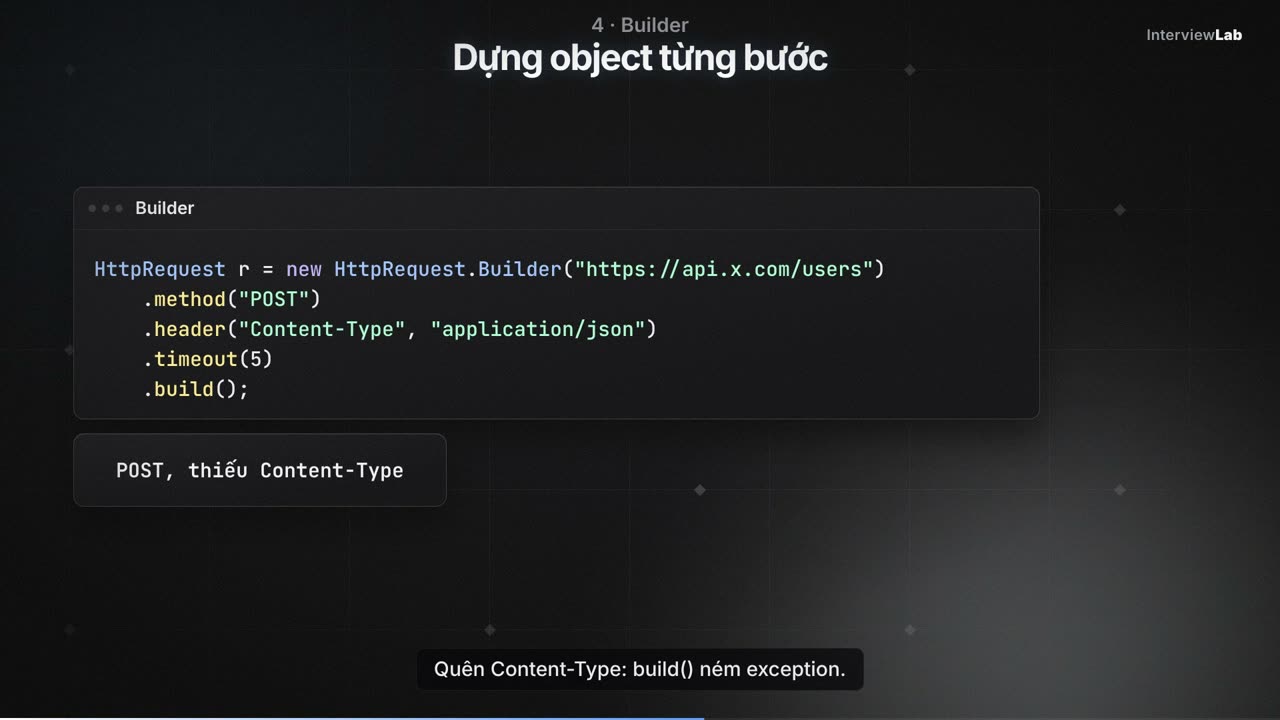 4 · Builder
Dựng object từng bước
InterviewLab
Builder
HttpRequest r = new HttpRequest.Builder("https://api.x.com/users")
    .method("POST")
    .header("Content-Type", "application/json")
    .timeout(5)
    .build();
POST, thiếu Content-Type
Quên Content-Type: build() ném exception.